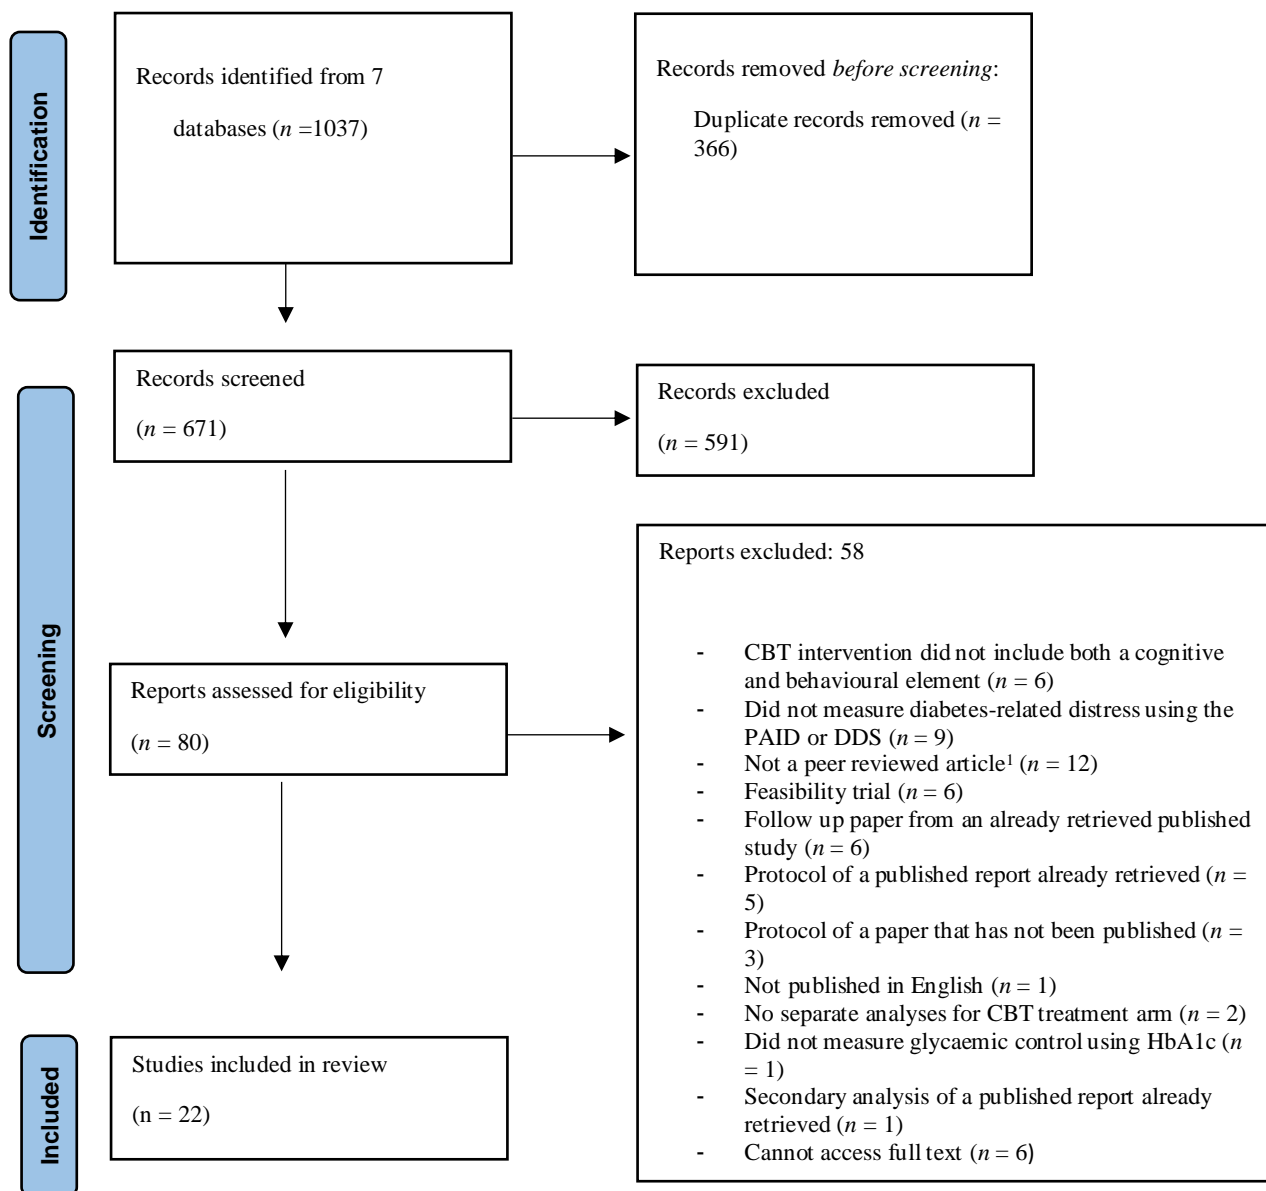 Identification
Records identified from 7
databases (n =1037)
Records removed before screening:
Duplicate records removed (n =
366)
Screening
Records screened
(n = 671)
Records excluded
(n = 591)
Reports assessed for eligibility
(n = 80)
Reports excluded: 58
- CBT intervention did not include both a cognitive
and behavioural element (n = 6)
- Did not measure diabetes-related distress using the
PAID or DDS (n = 9)
- Not a peer reviewed article¹ (n = 12)
- Feasibility trial (n = 6)
- Follow up paper from an already retrieved published
study (n = 6)
- Protocol of a published report already retrieved (n =
5)
- Protocol of a paper that has not been published (n =
3)
- Not published in English (n = 1)
- No separate analyses for CBT treatment arm (n = 2)
- Did not measure glycaemic control using HbA1c (n
= 1)
- Secondary analysis of a published report already
retrieved (n = 1)
- Cannot access full text (n = 6)
Included
Studies included in review
(n = 22)